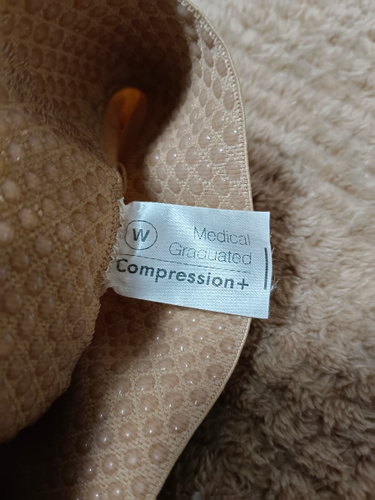 W
Medical
Graduated
Compression+